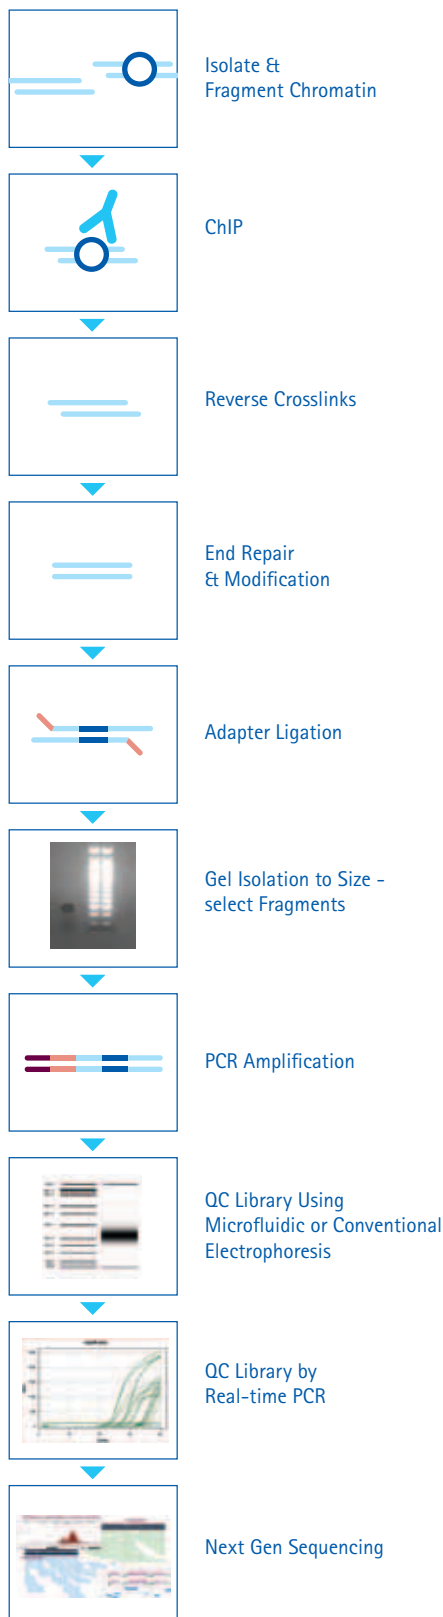 Isolate &
Fragment Chromatin
ChIP
Reverse Crosslinks
End Repair
& Modification
Adapter Ligation
Gel Isolation to Size -
select Fragments
PCR Amplification
QC Library Using
Microfluidic or Conventional
Electrophoresis
QC Library by
Real-time PCR
Next Gen Sequencing